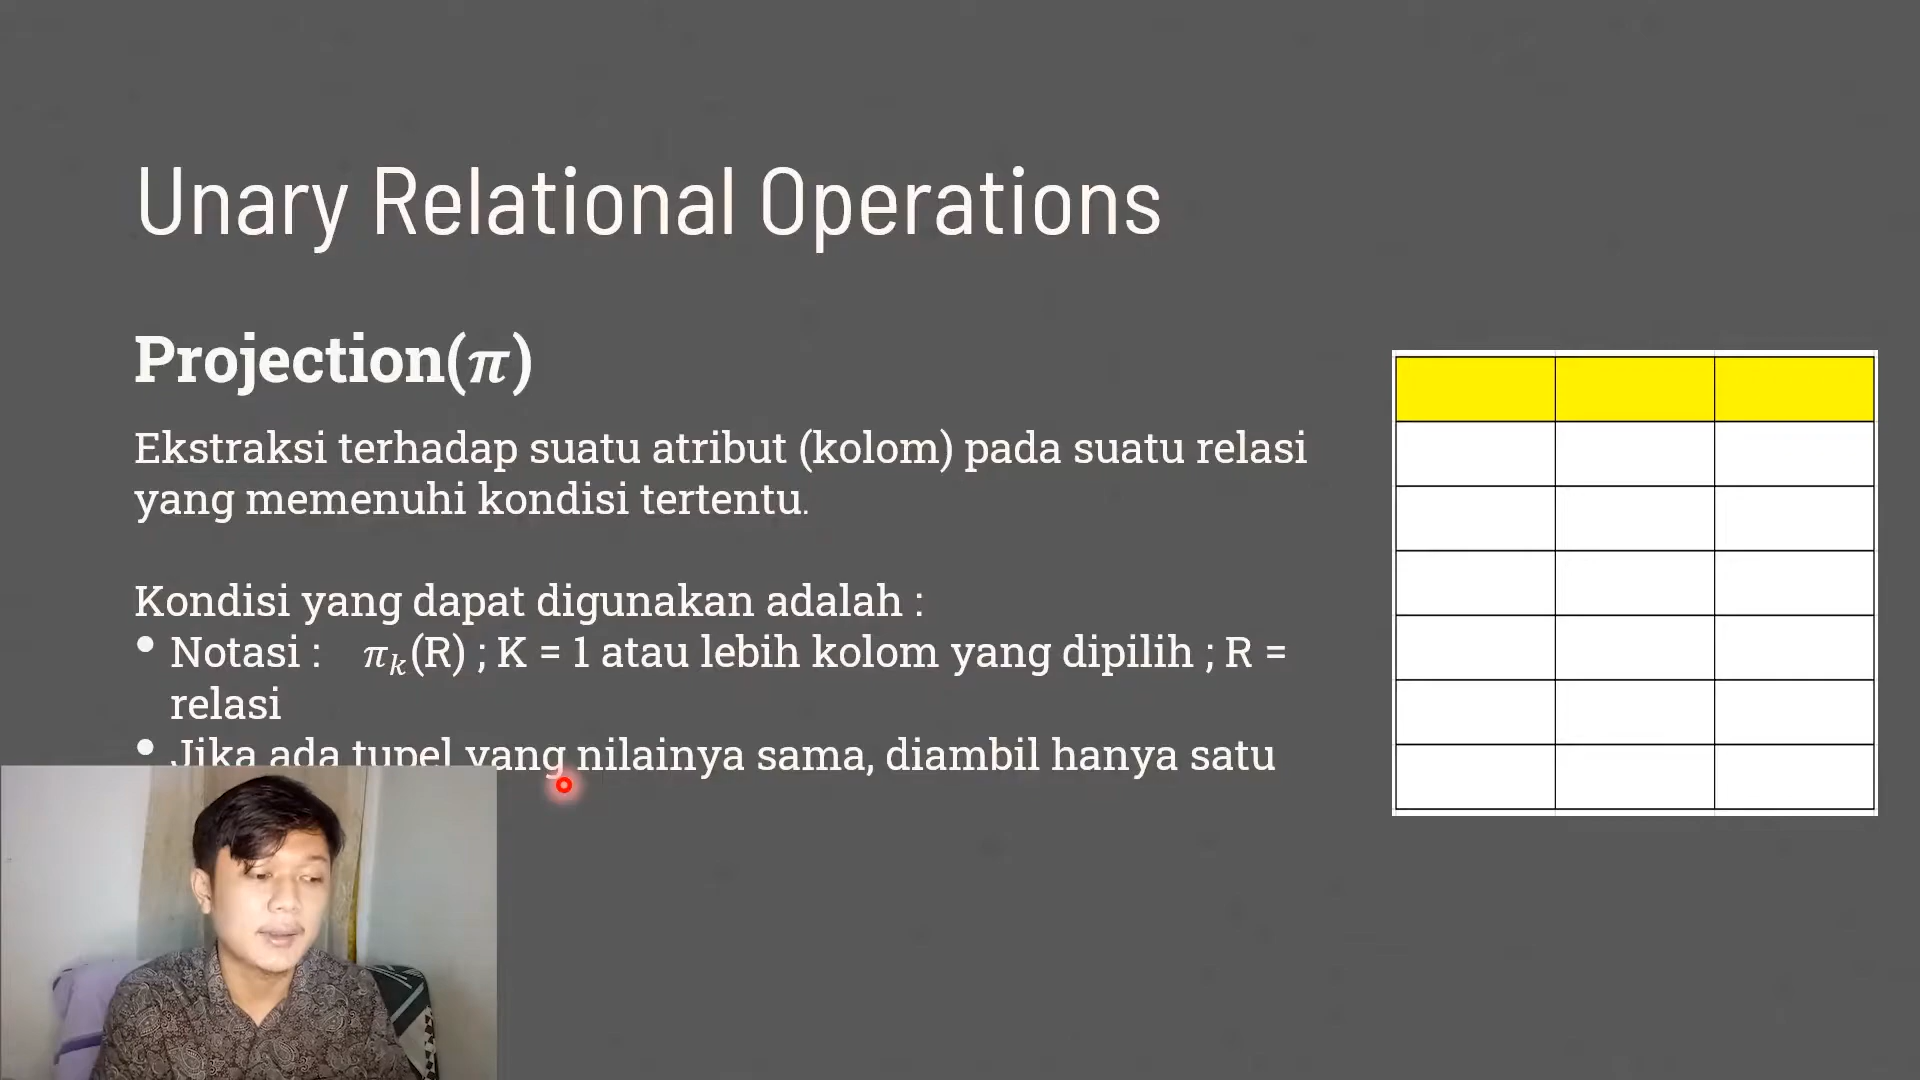 Unary Relational Operations
Projection(π)
Ekstraksi terhadap suatu atribut (kolom) pada suatu relasi
yang memenuhi kondisi tertentu.
Kondisi yang dapat digunakan adalah :
• Notasi : πₖ(R) ; K = 1 atau lebih kolom yang dipilih ; R =
relasi
• Jika ada tupel yang nilainya sama, diambil hanya satu